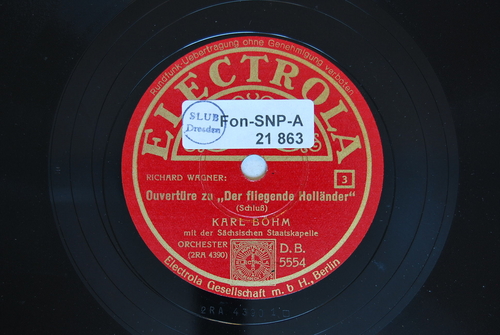 Rundfunk-Uebertragung ohne Genehmigung verboten
ELECTROLA
SLUB
Dresden
Fon-SNP-A
21 863
RICHARD WAGNER:
3
Ouvertüre zu „Der fliegende Holländer"
(Schluß)
KARL BÖHM
mit der Sächsischen Staatskapelle
ORCHESTER
(2RA 4390)
ELECTROLA
D.B.
5554
Electrola Gesellschaft m. b H., Berlin